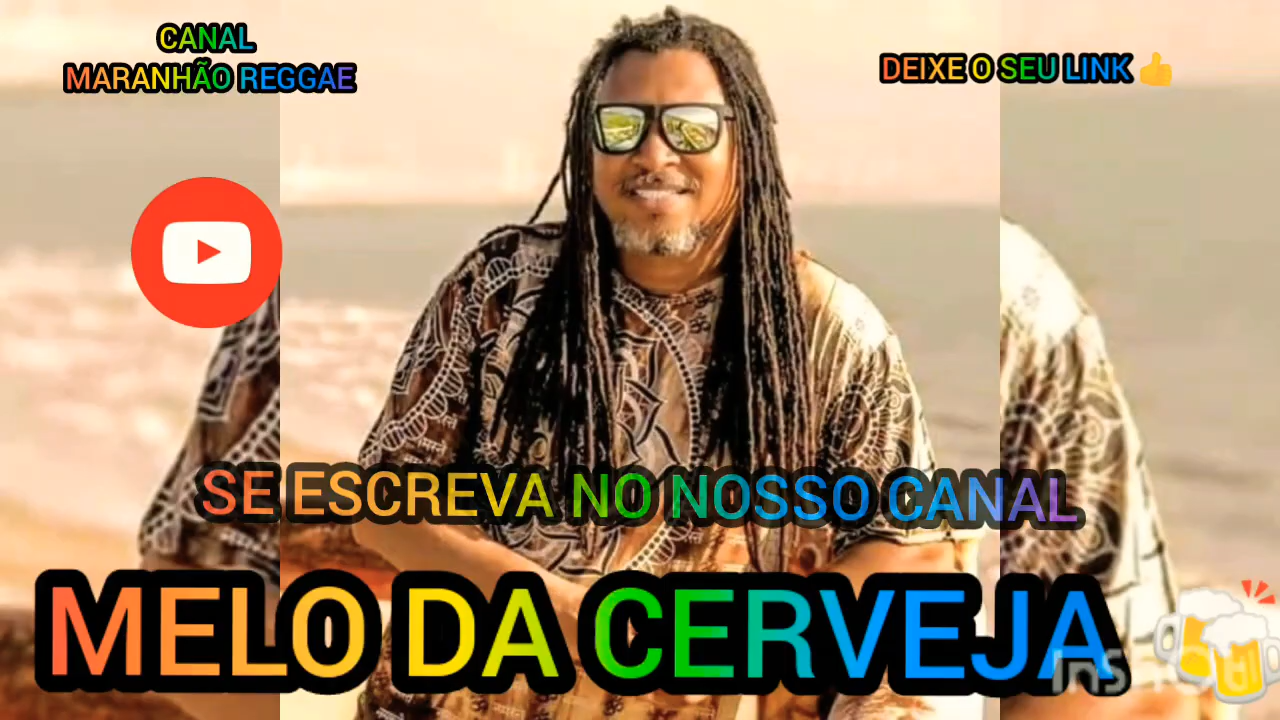 CANAL
MARANHÃO REGGAE
DEIXE O SEU LINK 👍
SE ESCREVA NO NOSSO CANAL
MELO DA CERVEJA